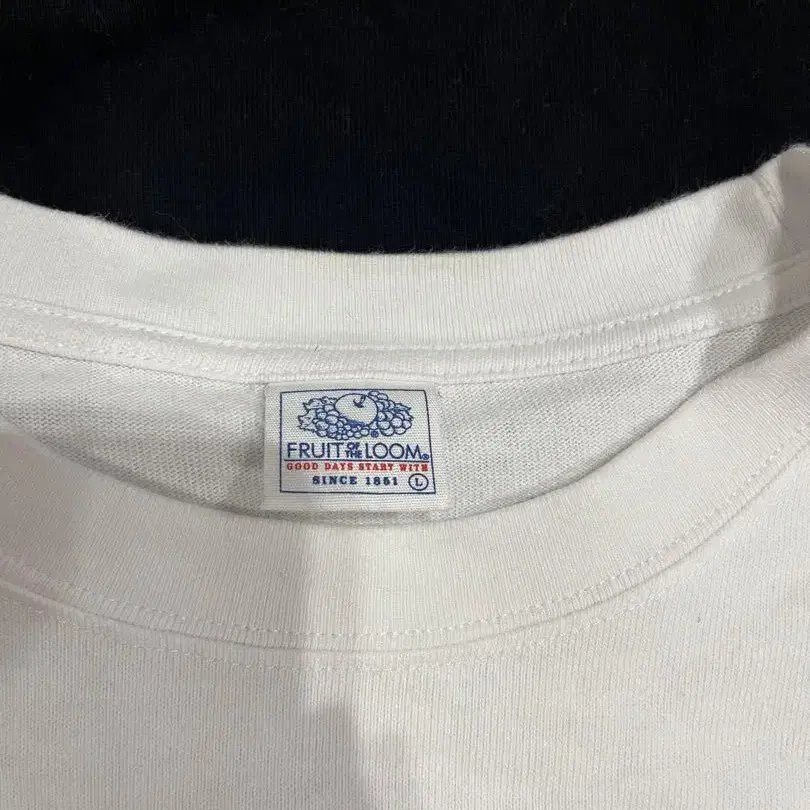 FRUIT OF THE LOOM®
GOOD DAYS START WITH
SINCE 1851 L